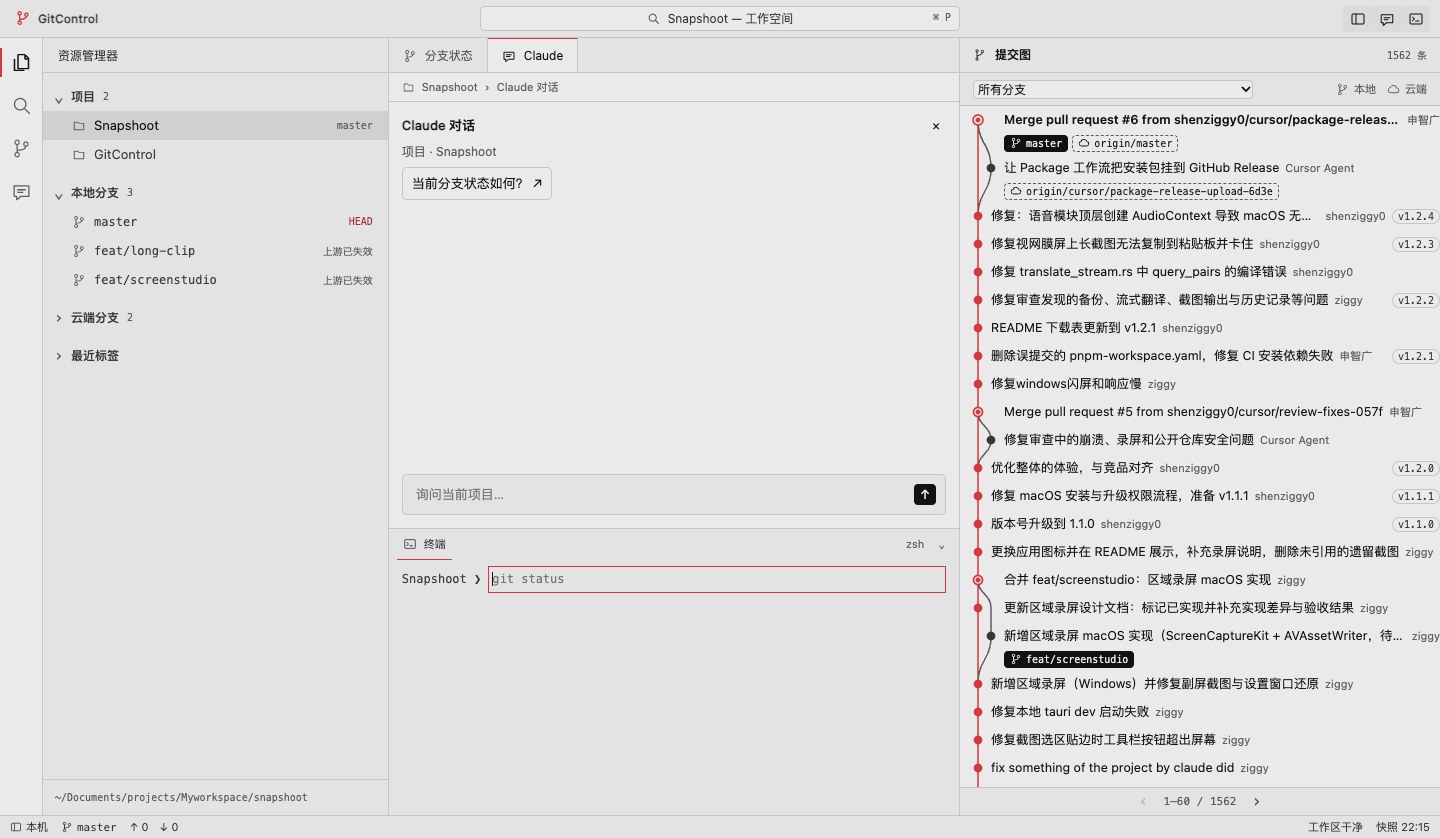 GitControl
Snapshoot — 工作空间
⌘ P
资源管理器
项目 2
Snapshoot master
GitControl
本地分支 3
master HEAD
feat/long-clip 上游已失效
feat/screenstudio 上游已失效
云端分支 2
最近标签
~/Documents/projects/Myworkspace/snapshoot
分支状态
Claude
Snapshoot › Claude 对话
Claude 对话 ×
项目 · Snapshoot
当前分支状态如何? ↗
询问当前项目...
终端 zsh
Snapshoot ❯ git status
提交图 1562 条
所有分支 本地 云端
Merge pull request #6 from shenziggy0/cursor/package-releas... 申智广
master origin/master
让 Package 工作流把安装包挂到 GitHub Release Cursor Agent
origin/cursor/package-release-upload-6d3e
修复：语音模块顶层创建 AudioContext 导致 macOS 无... shenziggy0 v1.2.4
修复视网膜屏上长截图无法复制到粘贴板并卡住 shenziggy0 v1.2.3
修复 translate_stream.rs 中 query_pairs 的编译错误 shenziggy0
修复审查发现的备份、流式翻译、截图输出与历史记录等问题 ziggy v1.2.2
README 下载表更新到 v1.2.1 shenziggy0
删除误提交的 pnpm-workspace.yaml，修复 CI 安装依赖失败 申智广 v1.2.1
修复windows闪屏和响应慢 ziggy
Merge pull request #5 from shenziggy0/cursor/review-fixes-057f 申智广
修复审查中的崩溃、录屏和公开仓库安全问题 Cursor Agent
优化整体的体验，与竞品对齐 shenziggy0 v1.2.0
修复 macOS 安装与升级权限流程，准备 v1.1.1 shenziggy0 v1.1.1
版本号升级到 1.1.0 shenziggy0 v1.1.0
更换应用图标并在 README 展示，补充录屏说明，删除未引用的遗留截图 ziggy
合并 feat/screenstudio：区域录屏 macOS 实现 ziggy
更新区域录屏设计文档：标记已实现并补充实现差异与验收结果 ziggy
新增区域录屏 macOS 实现（ScreenCaptureKit + AVAssetWriter，待... ziggy
feat/screenstudio
新增区域录屏（Windows）并修复副屏截图与设置窗口还原 ziggy
修复本地 tauri dev 启动失败 ziggy
修复截图选区贴边时工具栏按钮超出屏幕 ziggy
fix something of the project by claude did ziggy
‹ 1—60 / 1562 ›
本机 master ↑ 0 ↓ 0
工作区干净 快照 22:15